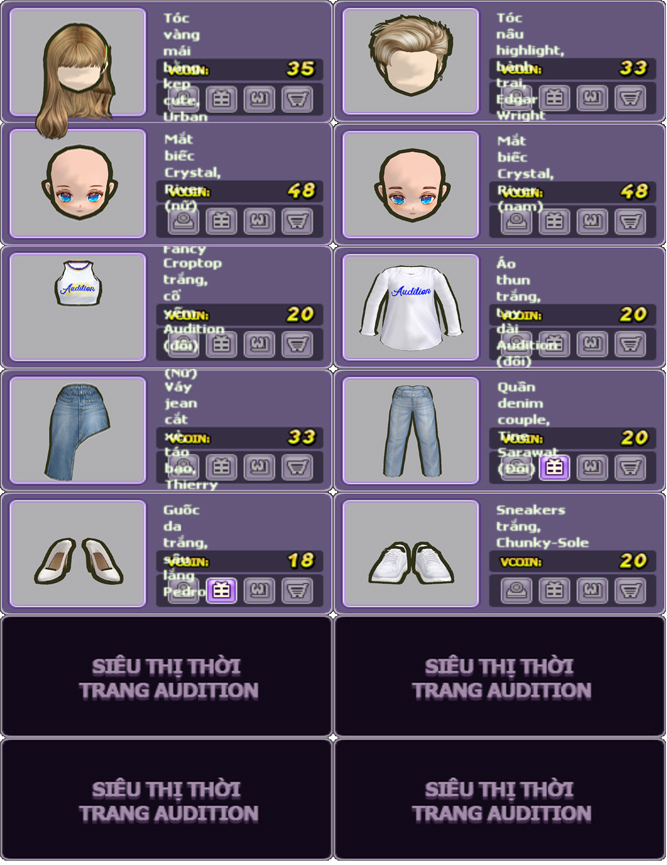 Tóc
vàng
mái
bằng
kẹp
cute,
Urban
VCOIN: 35
Tóc
nâu
highlight,
bảnh
trai,
Edgar
Wright
VCOIN: 33
Mắt
biếc
Crystal,
River
(nữ)
VCOIN: 48
Mắt
biếc
Crystal,
River
(nam)
VCOIN: 48
Fancy
Croptop
trắng,
cổ
yếm
Audition
(đôi)
(Nữ)
VCOIN: 20
Audition
Áo
thun
trắng,
tay
dài
Audition
(đôi)
VCOIN: 20
Audition
Váy
jean
cắt
xẻ
táo
bạo,
Thierry
VCOIN: 33
Quần
denim
couple,
Tine
Sarawat
(Đôi)
VCOIN: 20
Guốc
da
trắng,
sâu
lắng
Pedro
VCOIN: 18
Sneakers
trắng,
Chunky-Sole
VCOIN: 20
SIÊU THỊ THỜI
TRANG AUDITION
SIÊU THỊ THỜI
TRANG AUDITION
SIÊU THỊ THỜI
TRANG AUDITION
SIÊU THỊ THỜI
TRANG AUDITION